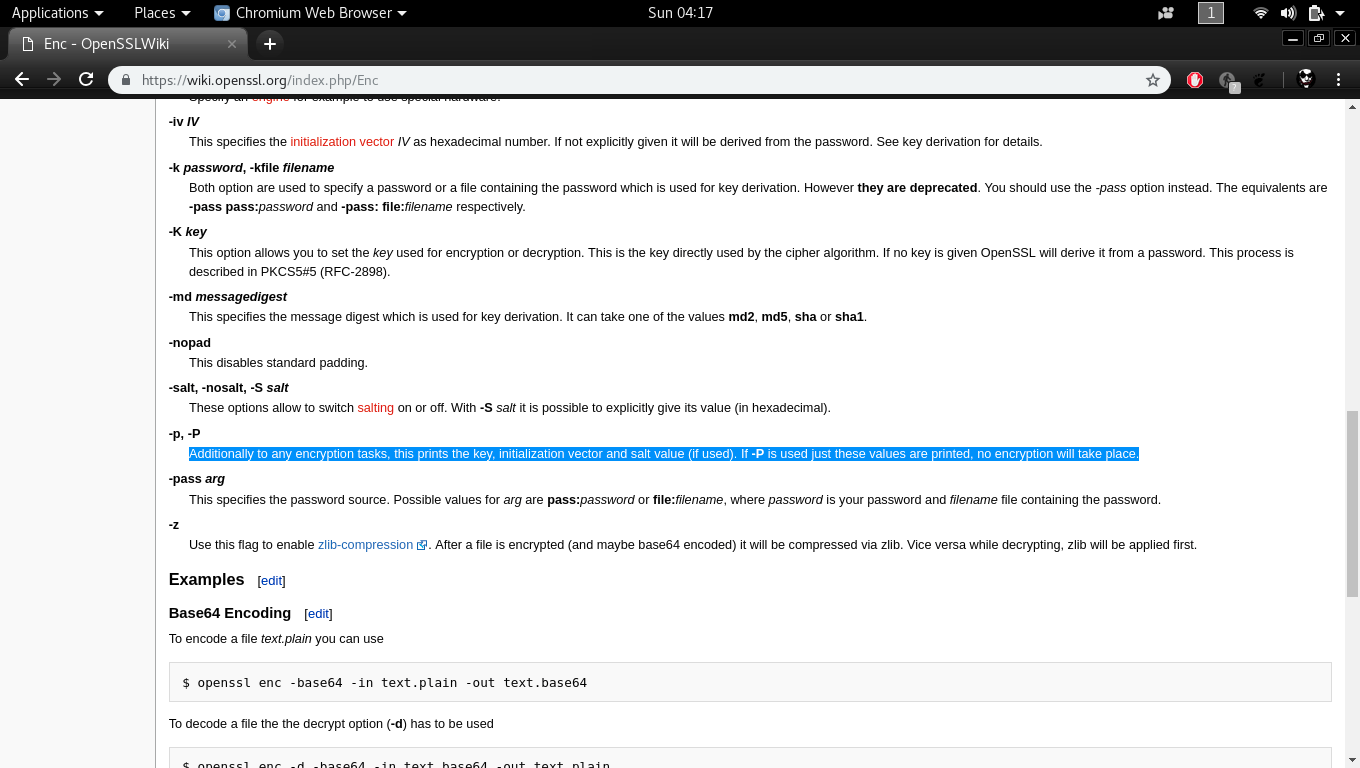 Applications Places Chromium Web Browser Sun 04:17 1
Enc - OpenSSLWiki
https://wiki.openssl.org/index.php/Enc
Specify an engine for example to use special hardware.
-iv IV
This specifies the initialization vector IV as hexadecimal number. If not explicitly given it will be derived from the password. See key derivation for details.
-k password, -kfile filename
Both option are used to specify a password or a file containing the password which is used for key derivation. However they are deprecated. You should use the -pass option instead. The equivalents are
-pass pass:password and -pass: file:filename respectively.
-K key
This option allows you to set the key used for encryption or decryption. This is the key directly used by the cipher algorithm. If no key is given OpenSSL will derive it from a password. This process is
described in PKCS5#5 (RFC-2898).
-md messagedigest
This specifies the message digest which is used for key derivation. It can take one of the values md2, md5, sha or sha1.
-nopad
This disables standard padding.
-salt, -nosalt, -S salt
These options allow to switch salting on or off. With -S salt it is possible to explicitly give its value (in hexadecimal).
-p, -P
Additionally to any encryption tasks, this prints the key, initialization vector and salt value (if used). If -P is used just these values are printed, no encryption will take place.
-pass arg
This specifies the password source. Possible values for arg are pass:password or file:filename, where password is your password and filename file containing the password.
-z
Use this flag to enable zlib-compression. After a file is encrypted (and maybe base64 encoded) it will be compressed via zlib. Vice versa while decrypting, zlib will be applied first.
Examples [edit]
Base64 Encoding [edit]
To encode a file text.plain you can use
$ openssl enc -base64 -in text.plain -out text.base64
To decode a file the the decrypt option (-d) has to be used
$ openssl enc -d -base64 -in text.base64 -out text.plain